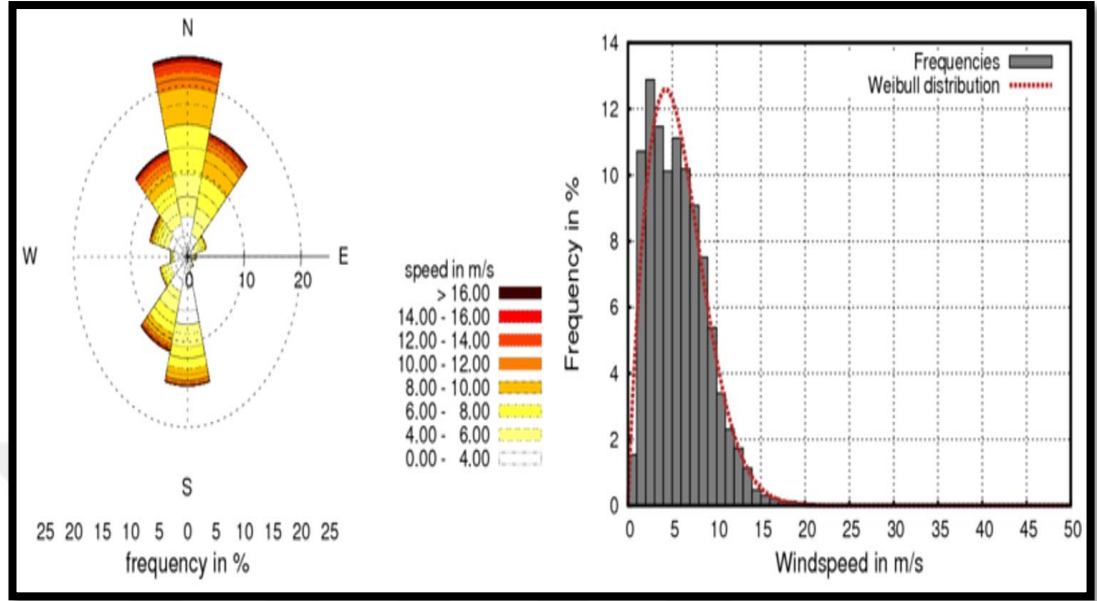 N
W
E
0 10 20
S
25 20 15 10 5 0 5 10 15 20 25
frequency in %
speed in m/s
> 16.00
14.00 - 16.00
12.00 - 14.00
10.00 - 12.00
8.00 - 10.00
6.00 - 8.00
4.00 - 6.00
0.00 - 4.00
14
12
10
8
6
4
2
0
Frequency in %
Frequencies
Weibull distribution
0 5 10 15 20 25 30 35 40 45 50
Windspeed in m/s